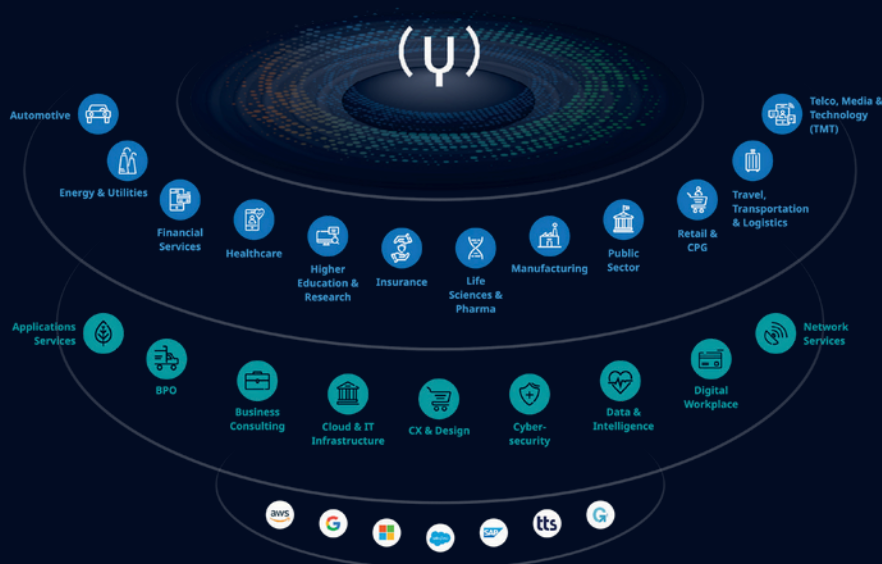 (Y)
Automotive
Telco, Media &
Technology
(TMT)
Energy & Utilities
Travel,
Transportation
& Logistics
Financial
Services
Retail &
CPG
Healthcare
Public
Sector
Higher
Education &
Research
Insurance
Life
Sciences &
Pharma
Manufacturing
Applications
Services
Network
Services
BPO
Digital
Workplace
Business
Consulting
Data &
Intelligence
Cloud & IT
Infrastructure
CX & Design
Cyber-
security
aws
G
SAP
tts
G